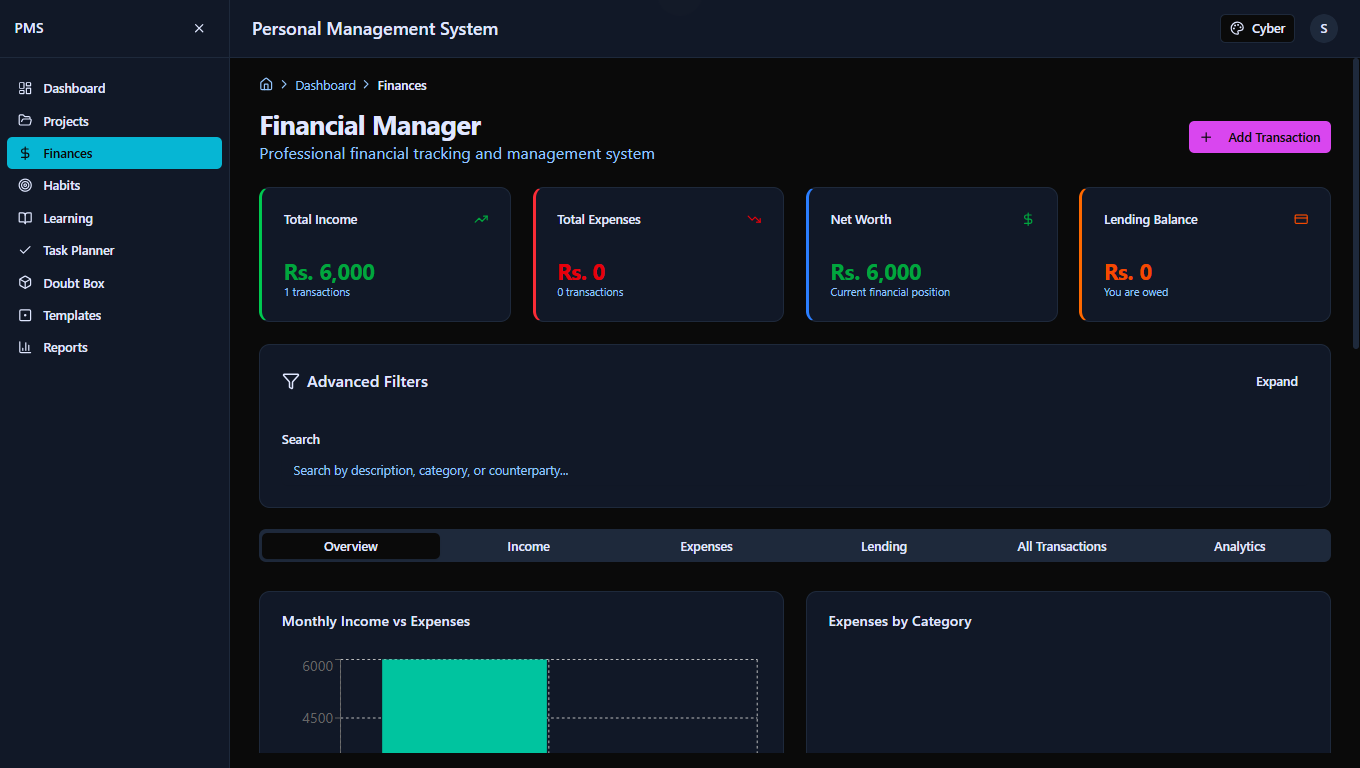 PMS
Personal Management System
Cyber
S
Dashboard
Projects
Finances
Habits
Learning
Task Planner
Doubt Box
Templates
Reports
Dashboard
Finances
Financial Manager
Professional financial tracking and management system
Add Transaction
Total Income
Rs. 6,000
1 transactions
Total Expenses
Rs. 0
0 transactions
Net Worth
Rs. 6,000
Current financial position
Lending Balance
Rs. 0
You are owed
Advanced Filters
Expand
Search
Search by description, category, or counterparty...
Overview
Income
Expenses
Lending
All Transactions
Analytics
Monthly Income vs Expenses
6000
4500
Expenses by Category